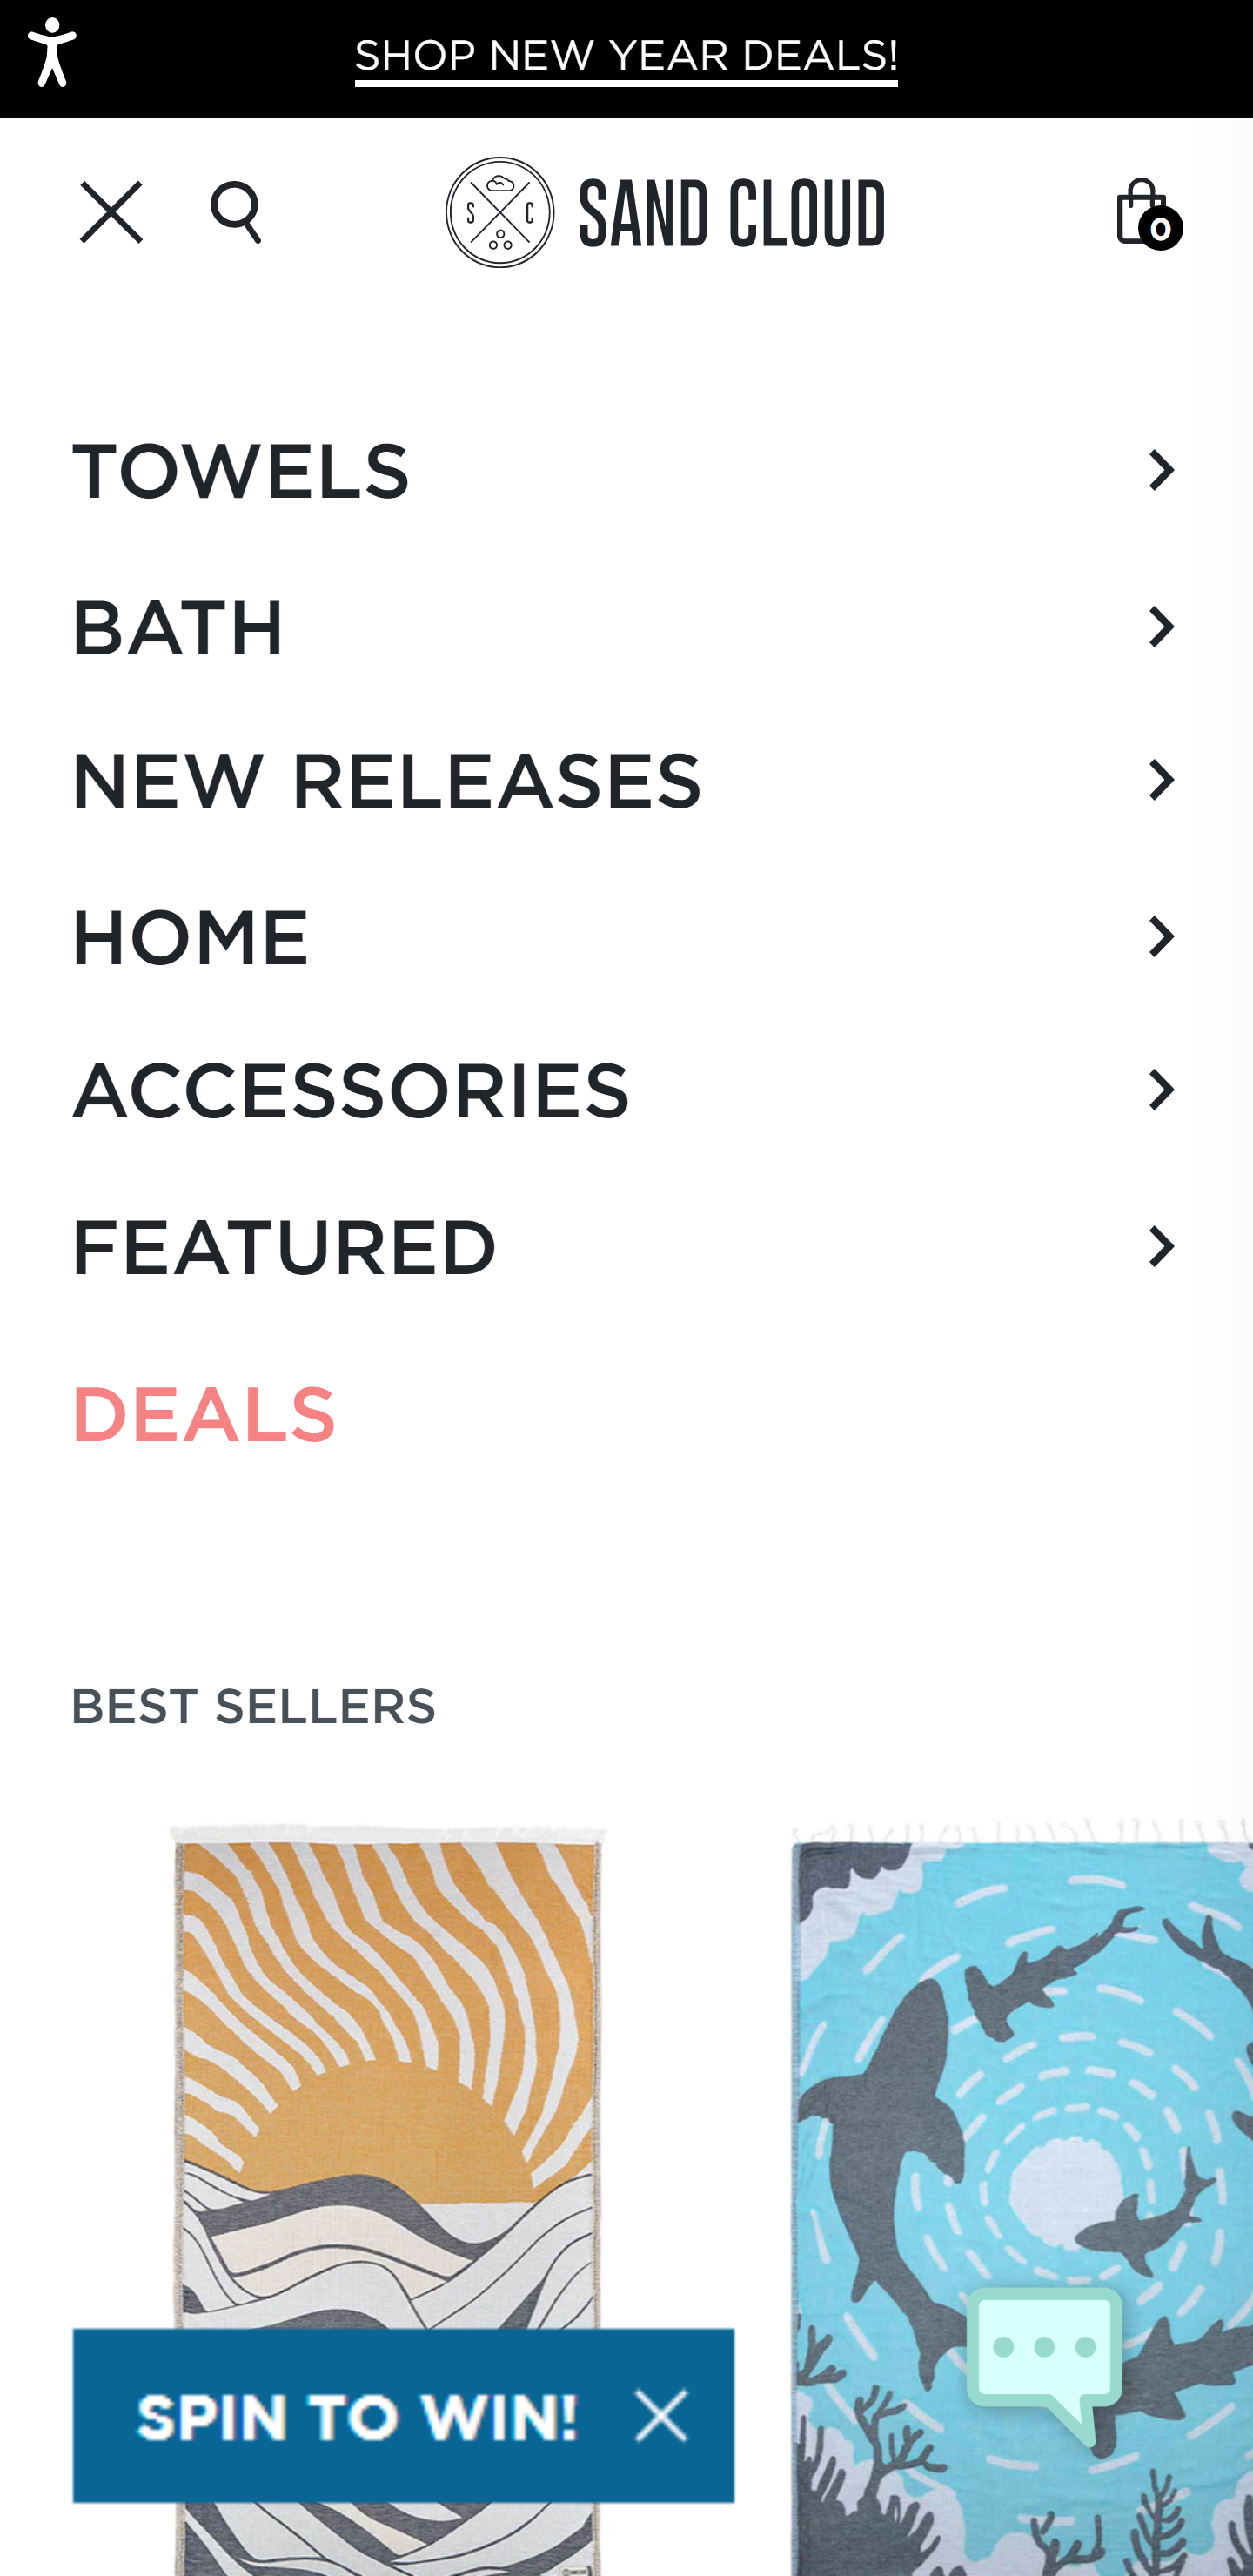 SHOP NEW YEAR DEALS!
S C
SAND CLOUD
0
TOWELS
BATH
NEW RELEASES
HOME
ACCESSORIES
FEATURED
DEALS
BEST SELLERS
SPIN TO WIN!